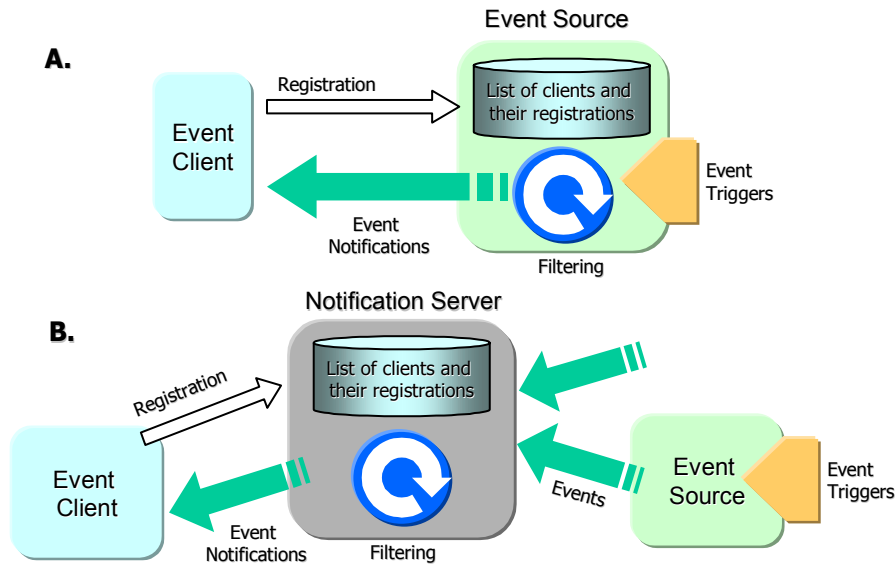 Event Source
A.
Registration
List of clients and
their registrations
Event
Client
Event
Triggers
Event
Notifications
Filtering
Notification Server
B.
List of clients and
their registrations
Registration
Event
Client
Event
Source
Event
Triggers
Events
Event
Notifications
Filtering